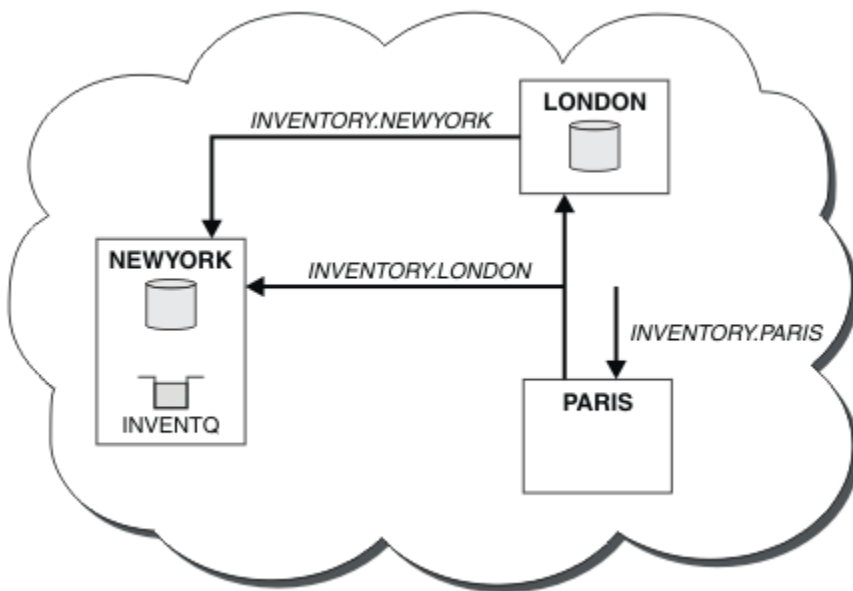 LONDON
INVENTORY.NEWYORK
NEWYORK
INVENTORY.LONDON
INVENTORY.PARIS
PARIS
INVENTQ